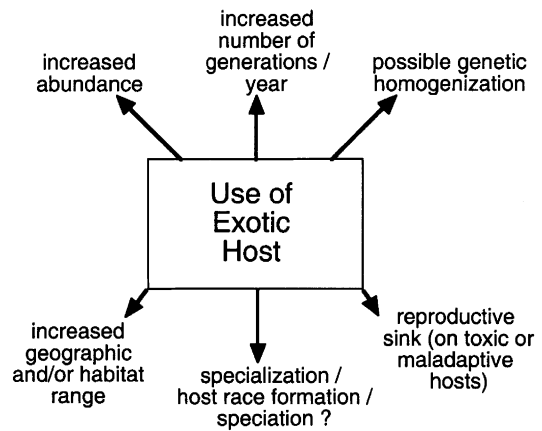 increased
abundance
increased
number of
generations /
year
possible genetic
homogenization
Use of
Exotic
Host
increased
geographic
and/or habitat
range
specialization /
host race formation /
speciation ?
reproductive
sink (on toxic or
maladaptive
hosts)